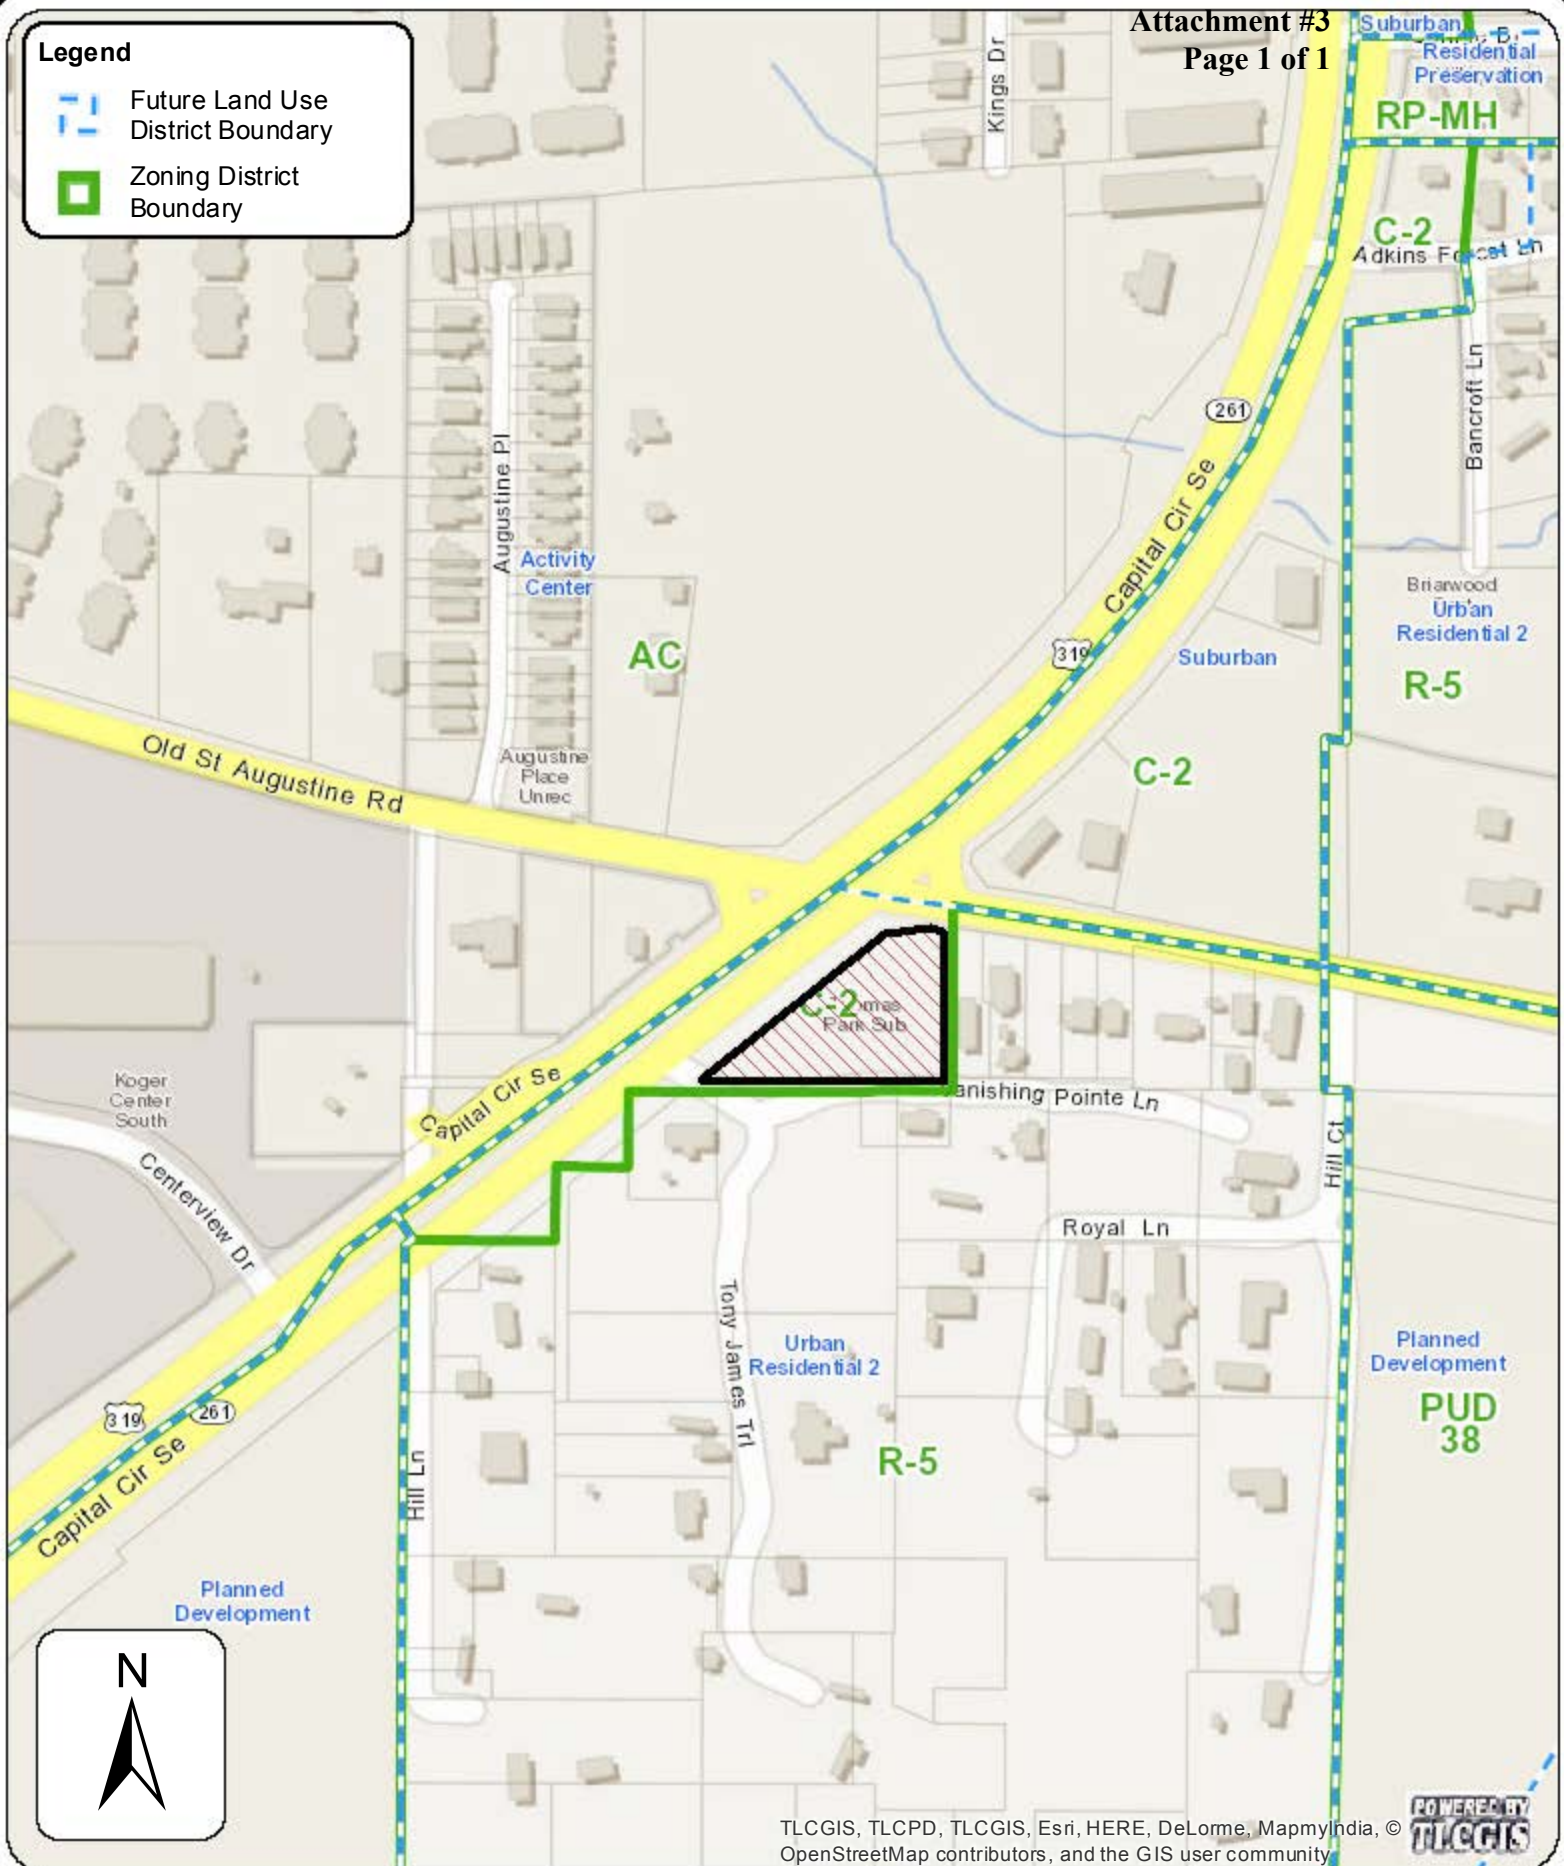 Attachment #3
Page 1 of 1
Legend
Future Land Use
District Boundary
Zoning District
Boundary
Kings Dr
Suburban
Residential
Preservation
RP-MH
C-2
Adkins Forest Ln
Bancroft Ln
261
Capital Cir Se
319
Augustine Pl
Activity
Center
AC
Briarwood
Urban
Residential 2
R-5
Suburban
C-2
Old St Augustine Rd
Augustine
Place
Unrec
C-2
Park Sub
Koger
Center
South
Capital Cir Se
Centerview Dr
anishing Pointe Ln
Hill Ct
Royal Ln
Tony James Trl
Urban
Residential 2
R-5
Planned
Development
PUD
38
319
261
Capital Cir Se
Hill Ln
Planned
Development
N
TLCGIS, TLCPD, TLCGIS, Esri, HERE, DeLorme, MapmyIndia, ©
OpenStreetMap contributors, and the GIS user community
POWERED BY
TLCGIS